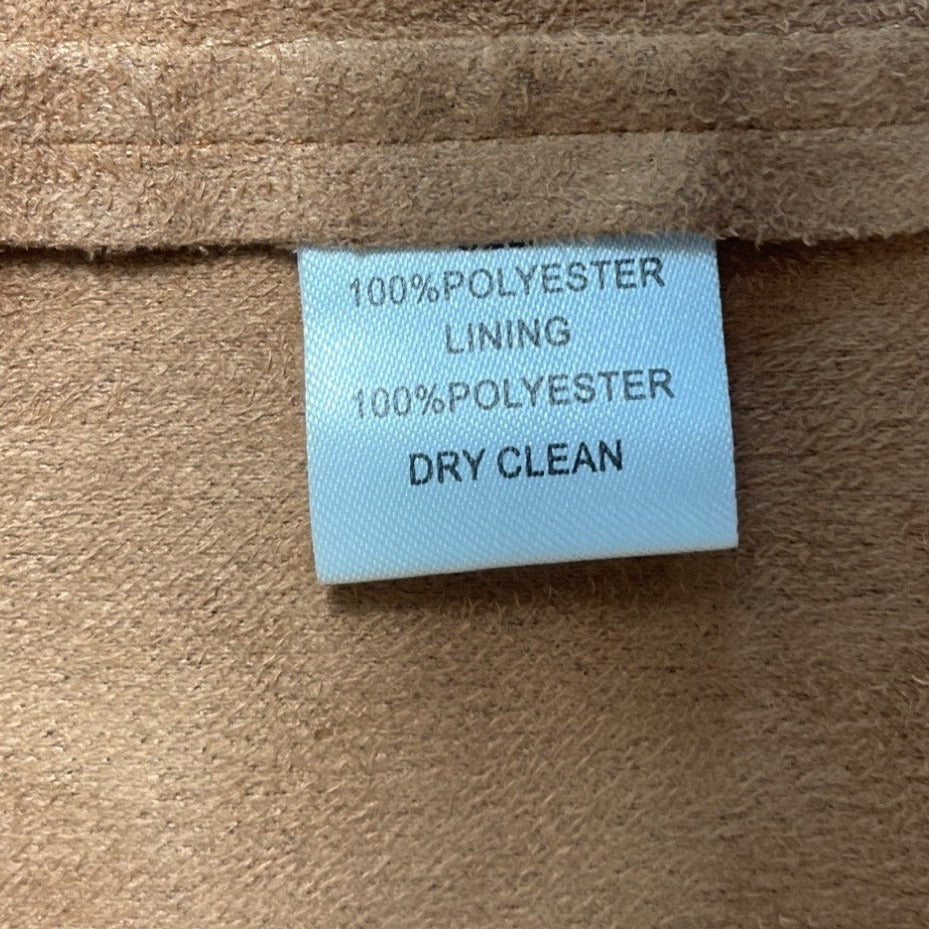 100%POLYESTER
LINING
100%POLYESTER
DRY CLEAN